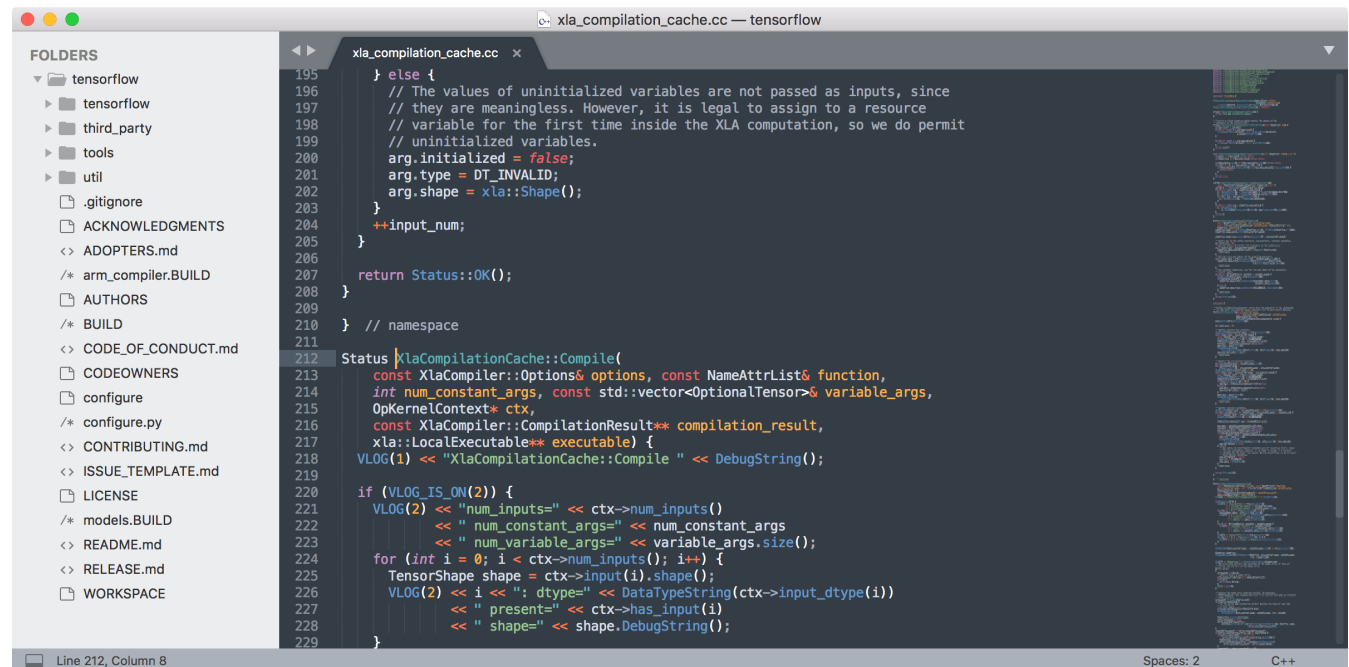 xla_compilation_cache.cc — tensorflow
FOLDERS
tensorflow
tensorflow
third_party
tools
util
.gitignore
ACKNOWLEDGMENTS
<> ADOPTERS.md
/* arm_compiler.BUILD
AUTHORS
/* BUILD
<> CODE_OF_CONDUCT.md
CODEOWNERS
configure
/* configure.py
<> CONTRIBUTING.md
<> ISSUE_TEMPLATE.md
LICENSE
/* models.BUILD
<> README.md
<> RELEASE.md
WORKSPACE
xla_compilation_cache.cc ×
195     } else {
196       // The values of uninitialized variables are not passed as inputs, since
197       // they are meaningless. However, it is legal to assign to a resource
198       // variable for the first time inside the XLA computation, so we do permit
199       // uninitialized variables.
200       arg.initialized = false;
201       arg.type = DT_INVALID;
202       arg.shape = xla::Shape();
203     }
204     ++input_num;
205   }
206
207   return Status::OK();
208 }
209
210 }  // namespace
211
212 Status XlaCompilationCache::Compile(
213     const XlaCompiler::Options& options, const NameAttrList& function,
214     int num_constant_args, const std::vector<OptionalTensor>& variable_args,
215     OpKernelContext* ctx,
216     const XlaCompiler::CompilationResult** compilation_result,
217     xla::LocalExecutable** executable) {
218   VLOG(1) << "XlaCompilationCache::Compile " << DebugString();
219
220   if (VLOG_IS_ON(2)) {
221     VLOG(2) << "num_inputs=" << ctx->num_inputs()
222             << " num_constant_args=" << num_constant_args
223             << " num_variable_args=" << variable_args.size();
224     for (int i = 0; i < ctx->num_inputs(); i++) {
225       TensorShape shape = ctx->input(i).shape();
226       VLOG(2) << i << ": dtype=" << DataTypeString(ctx->input_dtype(i))
227               << " present=" << ctx->has_input(i)
228               << " shape=" << shape.DebugString();
229     }
Line 212, Column 8
Spaces: 2
C++